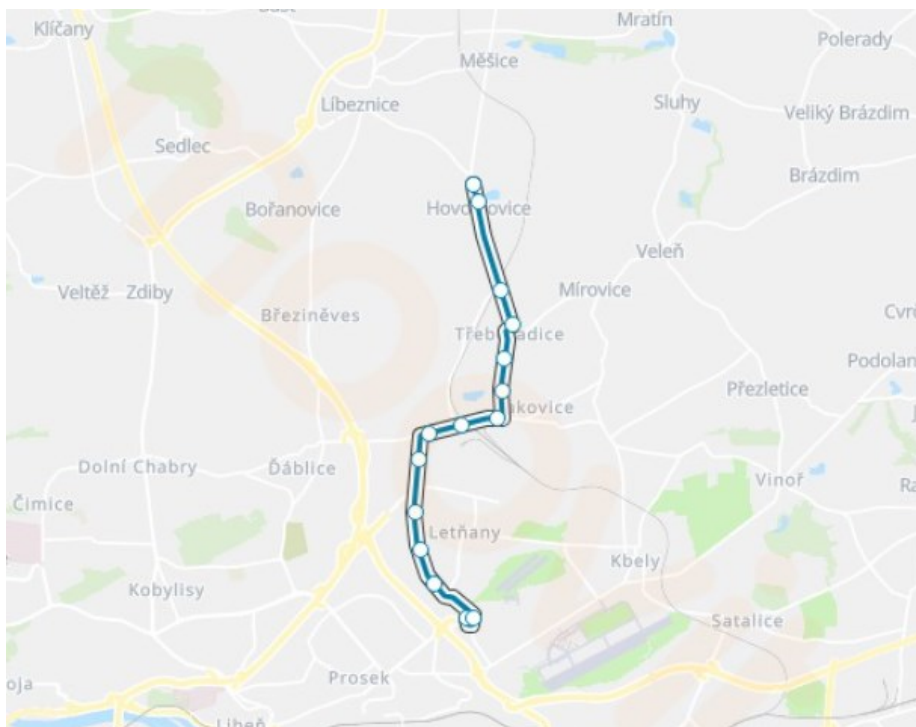 Klíčany
Mratín
Polerady
Měšice
Líbeznice
Sluhy
Veliký Brázdim
Sedlec
Brázdim
Bořanovice
Veleň
Veltěž
Zdiby
Mírovice
Březiněves
Přezletice
Dolní Chabry
Ďáblice
Vinoř
Čimice
Letňany
Kbely
Kobylisy
Satalice
Prosek
Libeň